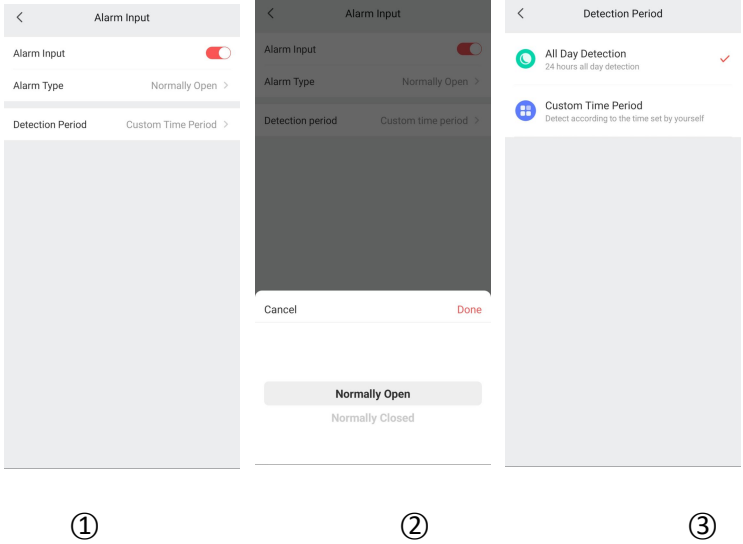 Alarm Input
Alarm Input
Alarm Type Normally Open
Detection Period Custom Time Period
Alarm Input
Alarm Input
Alarm Type Normally Open
Detection period Custom time period
Cancel Done
Normally Open
Normally Closed
Detection Period
All Day Detection
24 hours all day detection
Custom Time Period
Detect according to the time set by yourself
① ② ③